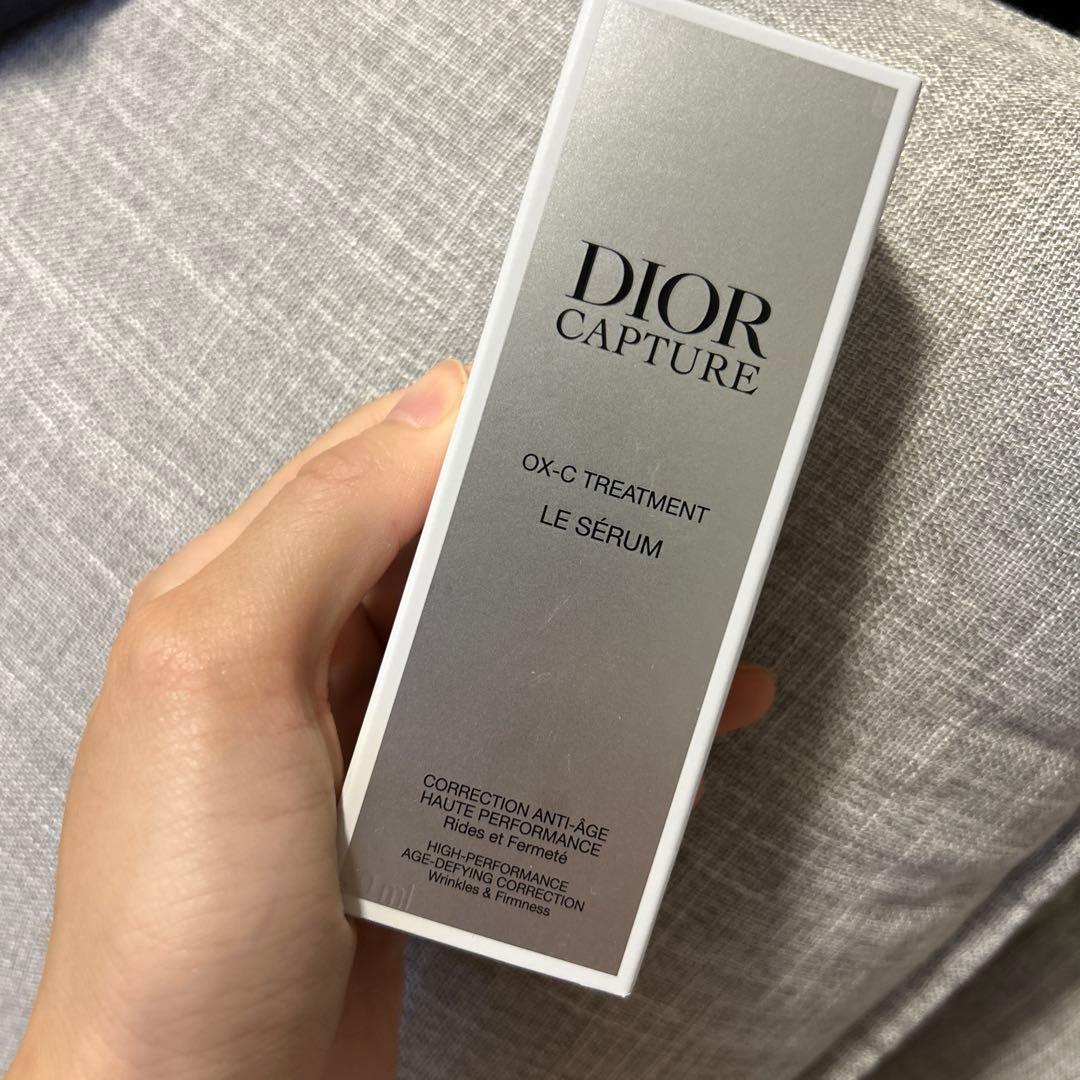 DIOR
CAPTURE
OX-C TREATMENT
LE SÉRUM
CORRECTION ANTI-ÂGE
HAUTE PERFORMANCE
Rides et Fermeté
HIGH-PERFORMANCE
AGE-DEFYING CORRECTION
Wrinkles & Firmness
ml